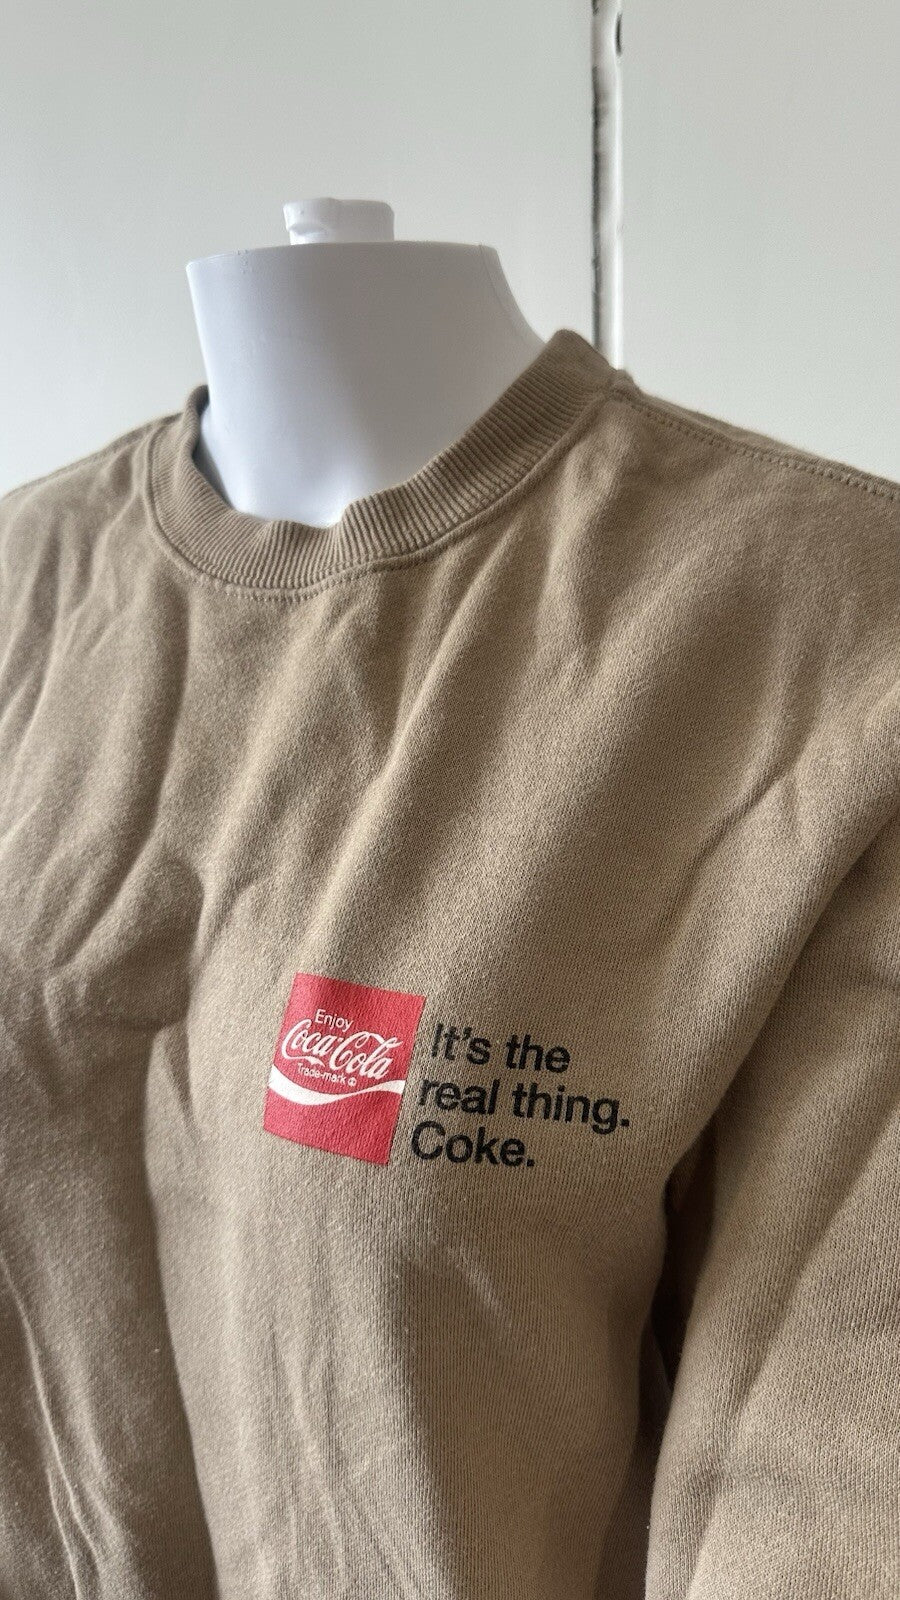 Enjoy
Coca-Cola
Trade-mark ®
It's the
real thing.
Coke.